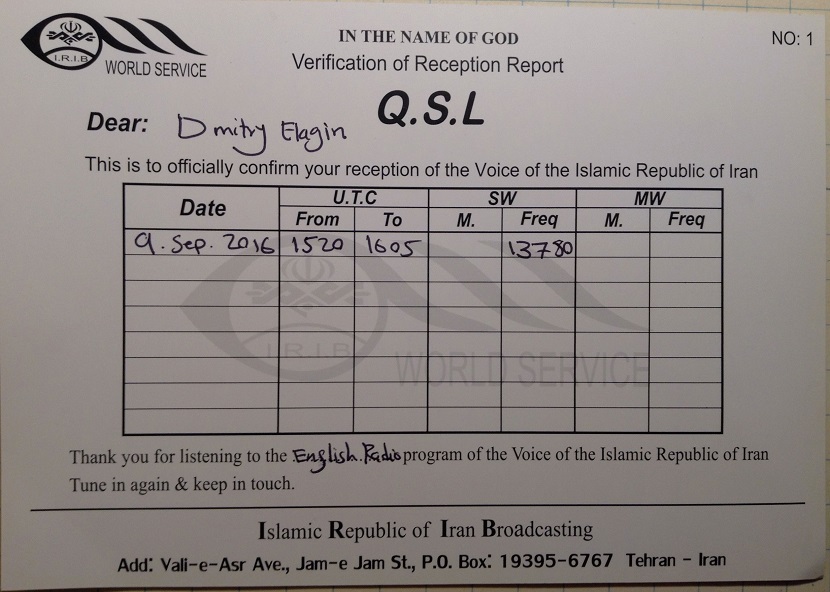 I.R.I.B
WORLD SERVICE
IN THE NAME OF GOD
NO: 1
Verification of Reception Report
Q.S.L
Dear: Dmitry Elagin
This is to officially confirm your reception of the Voice of the Islamic Republic of Iran
Date U.T.C SW MW
From To M. Freq M. Freq
9. Sep. 2016 1520 1605 13780
I.R.I.B
WORLD SERVICE
Thank you for listening to the English.Radio program of the Voice of the Islamic Republic of Iran
Tune in again & keep in touch.
Islamic Republic of Iran Broadcasting
Add: Vali-e-Asr Ave., Jam-e Jam St., P.O. Box: 19395-6767 Tehran - Iran